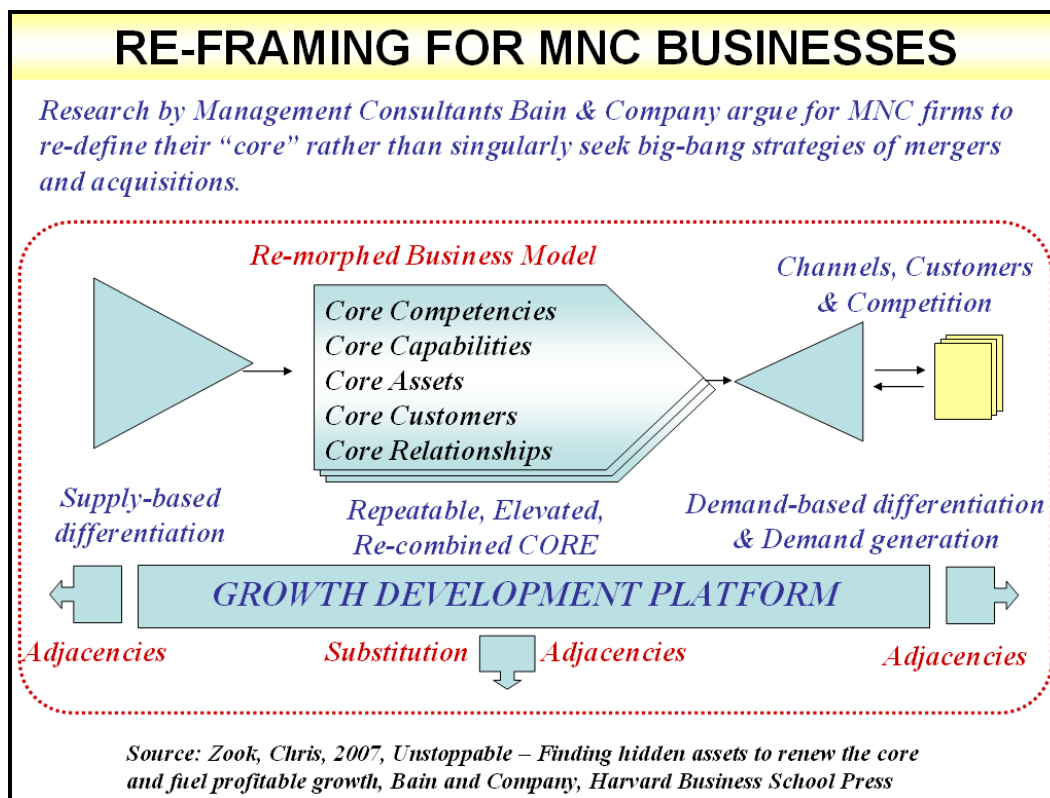 RE-FRAMING FOR MNC BUSINESSES
Research by Management Consultants Bain & Company argue for MNC firms to
re-define their “core” rather than singularly seek big-bang strategies of mergers
and acquisitions.
Re-morphed Business Model
Channels, Customers
& Competition
Core Competencies
Core Capabilities
Core Assets
Core Customers
Core Relationships
Supply-based
differentiation
Repeatable, Elevated,
Re-combined CORE
Demand-based differentiation
& Demand generation
GROWTH DEVELOPMENT PLATFORM
Adjacencies
Substitution
Adjacencies
Adjacencies
Source: Zook, Chris, 2007, Unstoppable – Finding hidden assets to renew the core
and fuel profitable growth, Bain and Company, Harvard Business School Press